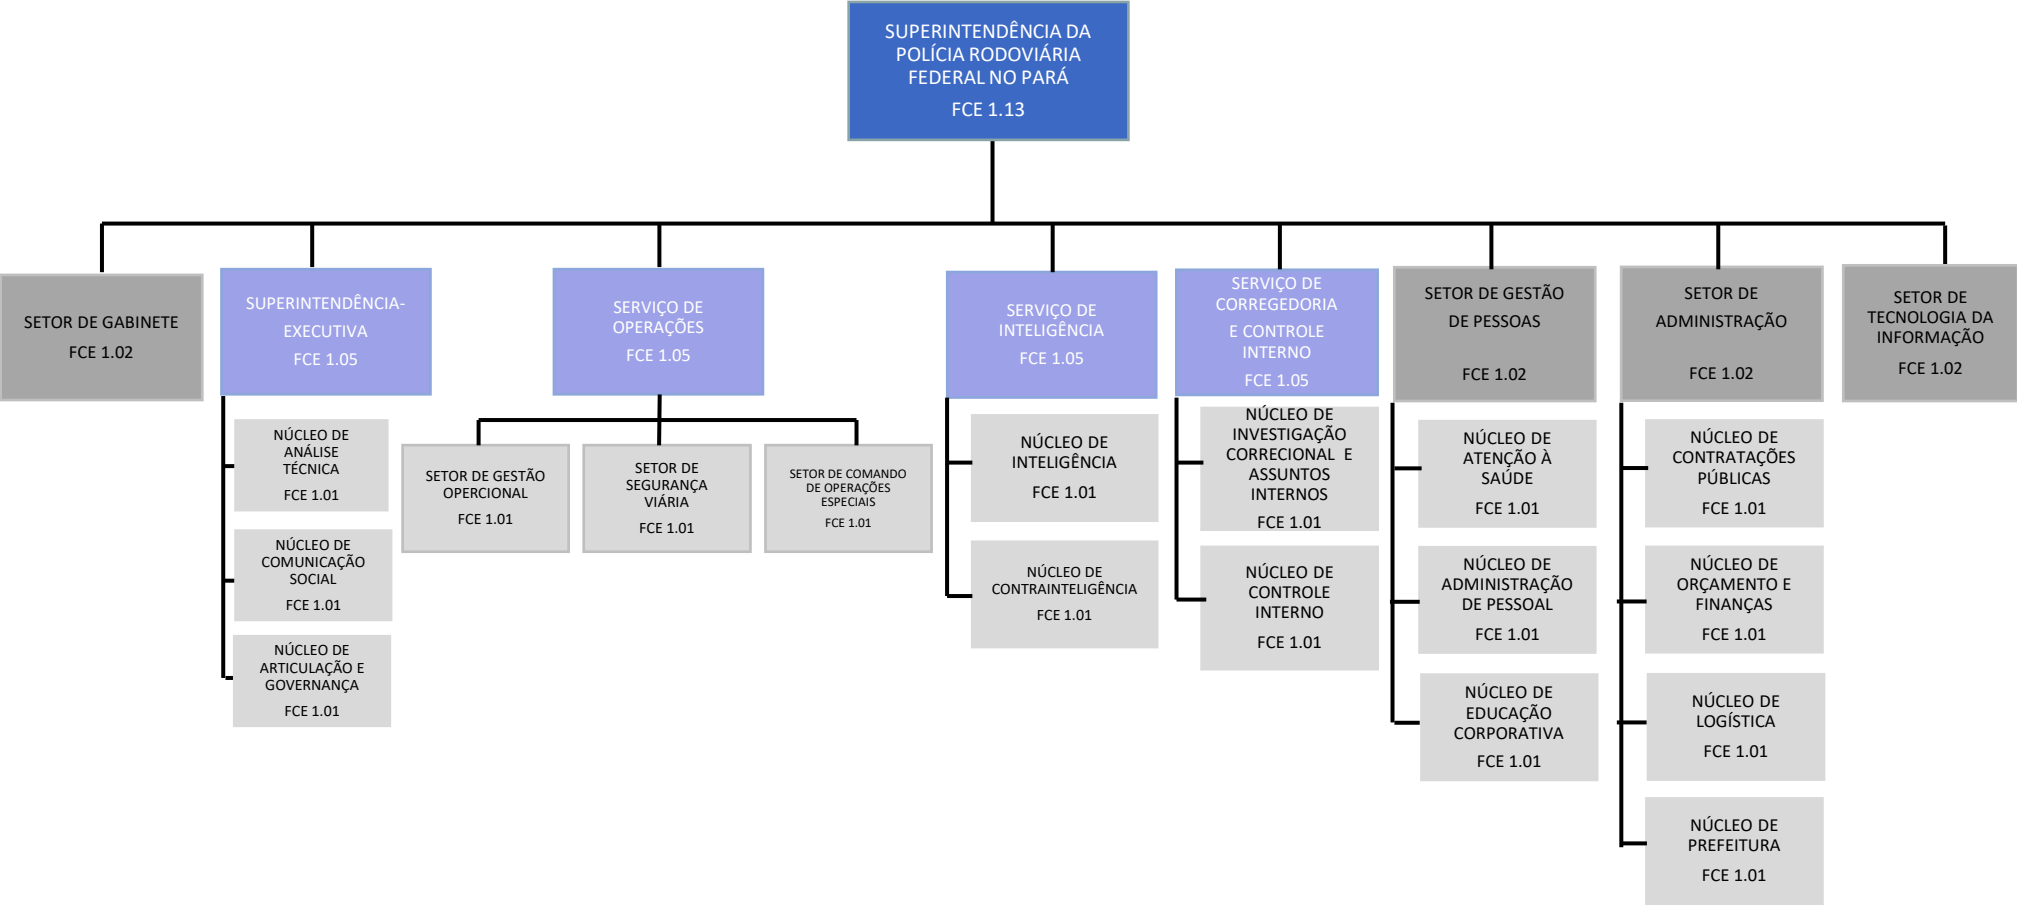 SUPERINTENDÊNCIA DA
POLÍCIA RODOVIÁRIA
FEDERAL NO PARÁ
FCE 1.13
SETOR DE GABINETE
FCE 1.02
SUPERINTENDÊNCIA-
EXECUTIVA
FCE 1.05
SERVIÇO DE
OPERAÇÕES
FCE 1.05
SERVIÇO DE
INTELIGÊNCIA
FCE 1.05
SERVIÇO DE
CORREGEDORIA
E CONTROLE
INTERNO
FCE 1.05
SETOR DE GESTÃO
DE PESSOAS
FCE 1.02
SETOR DE
ADMINISTRAÇÃO
FCE 1.02
SETOR DE
TECNOLOGIA DA
INFORMAÇÃO
FCE 1.02
NÚCLEO DE
ANÁLISE
TÉCNICA
FCE 1.01
NÚCLEO DE
COMUNICAÇÃO
SOCIAL
FCE 1.01
NÚCLEO DE
ARTICULAÇÃO E
GOVERNANÇA
FCE 1.01
SETOR DE GESTÃO
OPERCIONAL
FCE 1.01
SETOR DE
SEGURANÇA
VIÁRIA
FCE 1.01
SETOR DE COMANDO
DE OPERAÇÕES
ESPECIAIS
FCE 1.01
NÚCLEO DE
INTELIGÊNCIA
FCE 1.01
NÚCLEO DE
CONTRAINTELIGÊNCIA
FCE 1.01
NÚCLEO DE
INVESTIGAÇÃO
CORRECIONAL E
ASSUNTOS
INTERNOS
FCE 1.01
NÚCLEO DE
CONTROLE
INTERNO
FCE 1.01
NÚCLEO DE
ATENÇÃO À
SAÚDE
FCE 1.01
NÚCLEO DE
ADMINISTRAÇÃO
DE PESSOAL
FCE 1.01
NÚCLEO DE
EDUCAÇÃO
CORPORATIVA
FCE 1.01
NÚCLEO DE
CONTRATAÇÕES
PÚBLICAS
FCE 1.01
NÚCLEO DE
ORÇAMENTO E
FINANÇAS
FCE 1.01
NÚCLEO DE
LOGÍSTICA
FCE 1.01
NÚCLEO DE
PREFEITURA
FCE 1.01